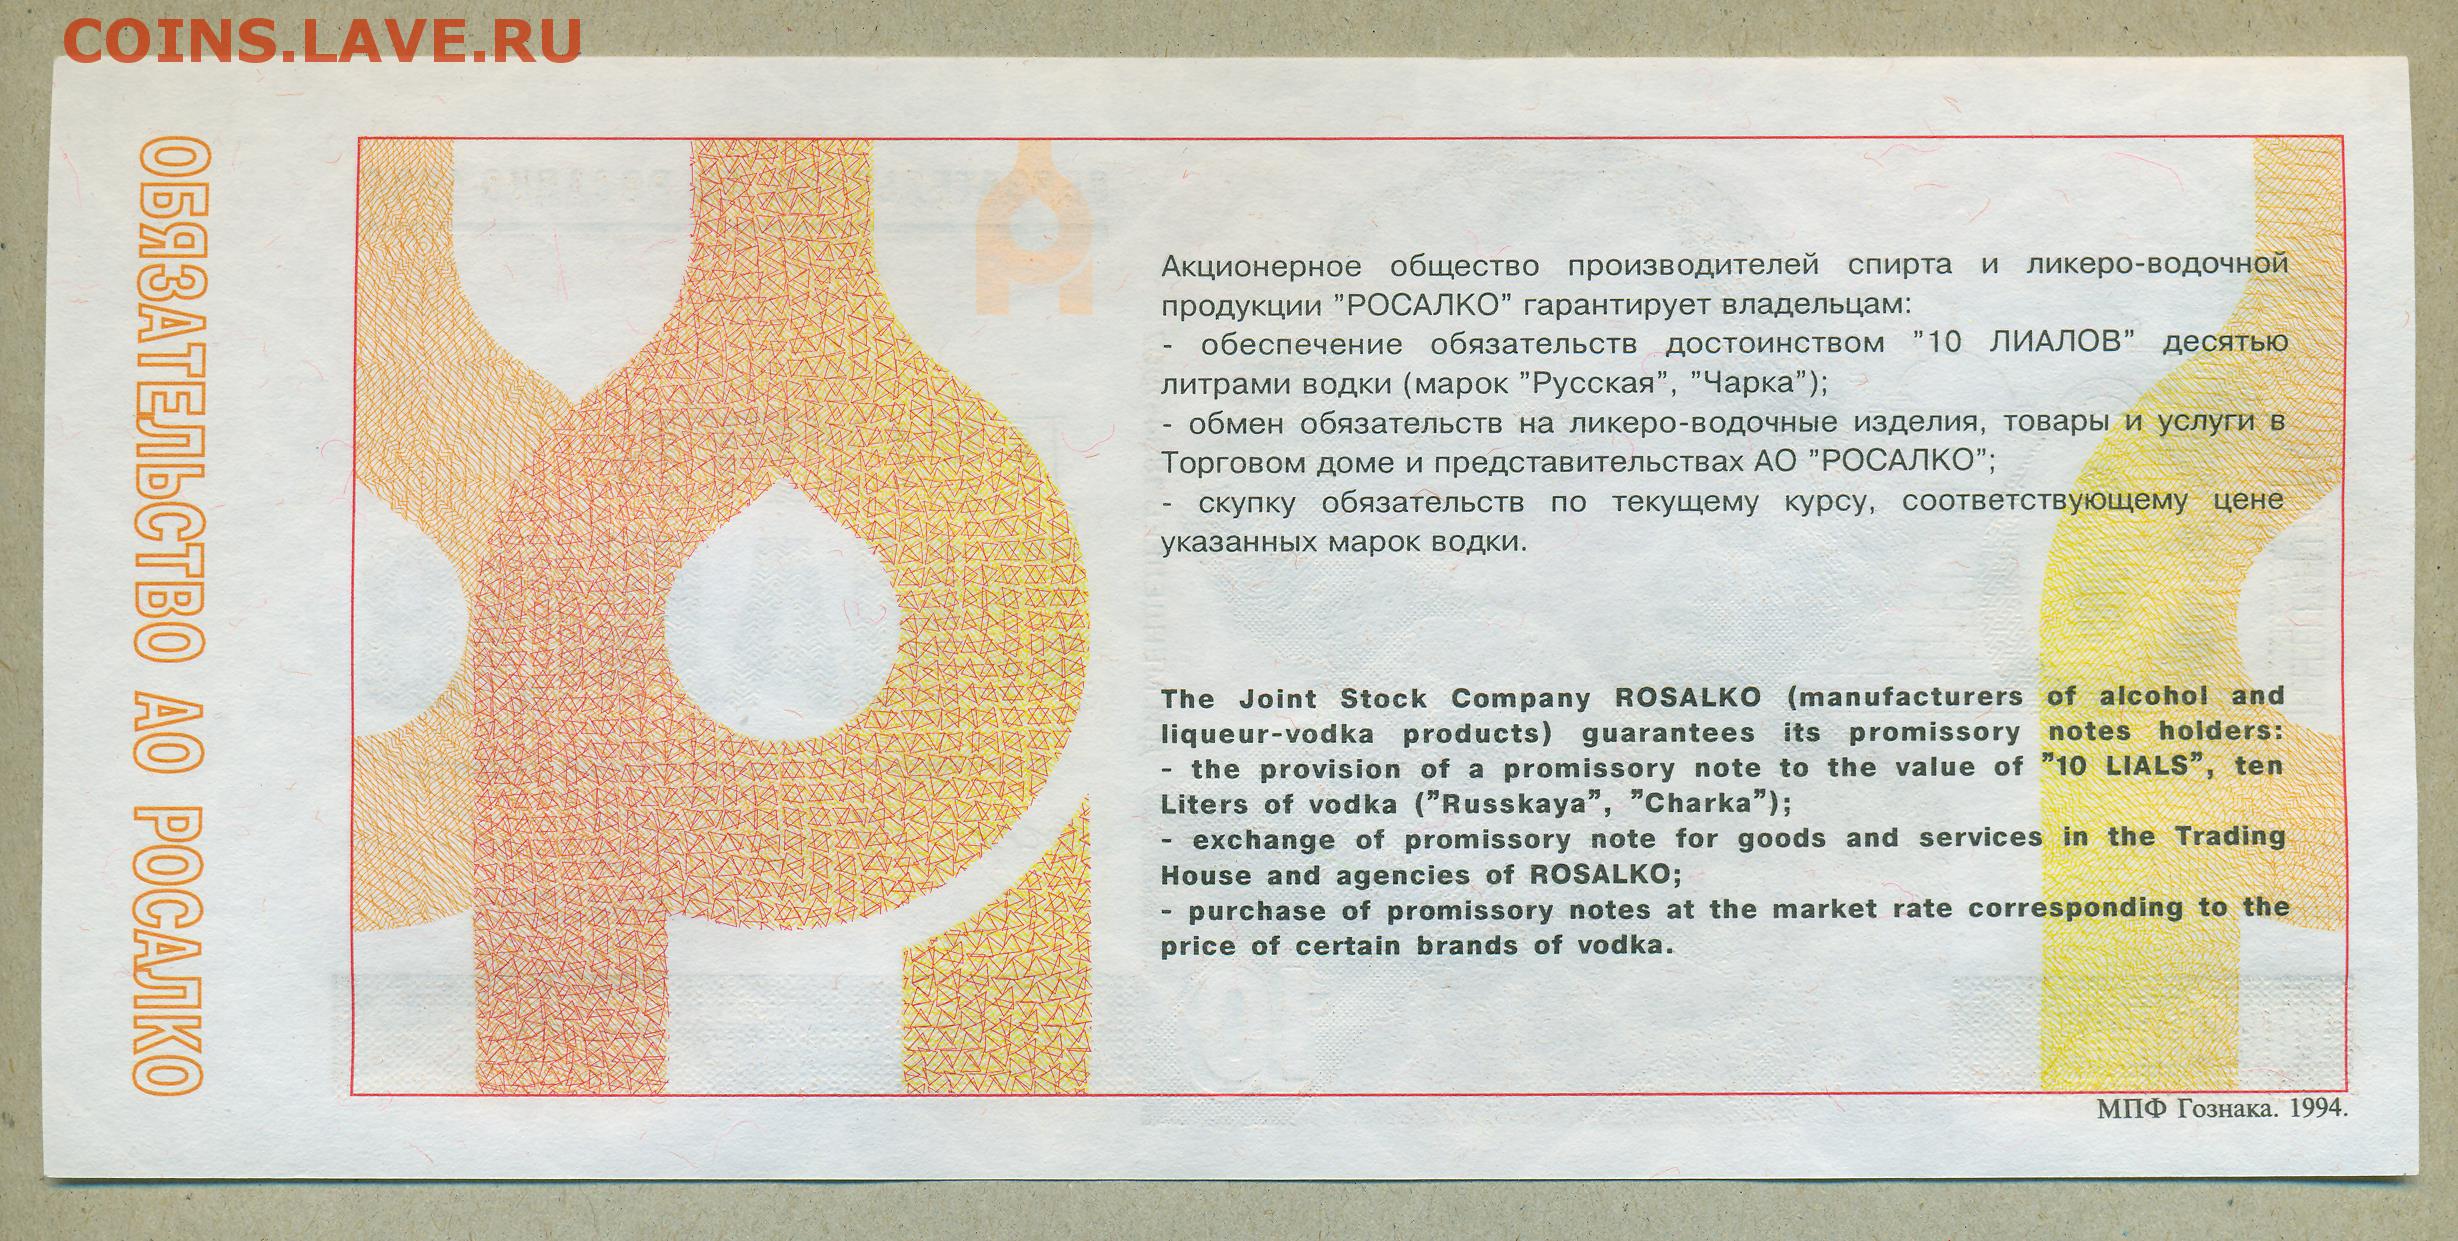 COINS.LAVE.RU
ОБЯЗАТЕЛЬСТВО АО РОСАЛКО
Акционерное общество производителей спирта и ликеро-водочной
продукции "РОСАЛКО" гарантирует владельцам:
- обеспечение обязательств достоинством "10 ЛИАЛОВ" десятью
литрами водки (марок "Русская", "Чарка");
- обмен обязательств на ликеро-водочные изделия, товары и услуги в
Торговом доме и представительствах АО "РОСАЛКО";
- скупку обязательств по текущему курсу, соответствующему цене
указанных марок водки.
The Joint Stock Company ROSALKO (manufacturers of alcohol and
liqueur-vodka products) guarantees its promissory notes holders:
- the provision of a promissory note to the value of "10 LIALS", ten
Liters of vodka ("Russkaya", "Charka");
- exchange of promissory note for goods and services in the Trading
House and agencies of ROSALKO;
- purchase of promissory notes at the market rate corresponding to the
price of certain brands of vodka.
МПФ Гознака. 1994.